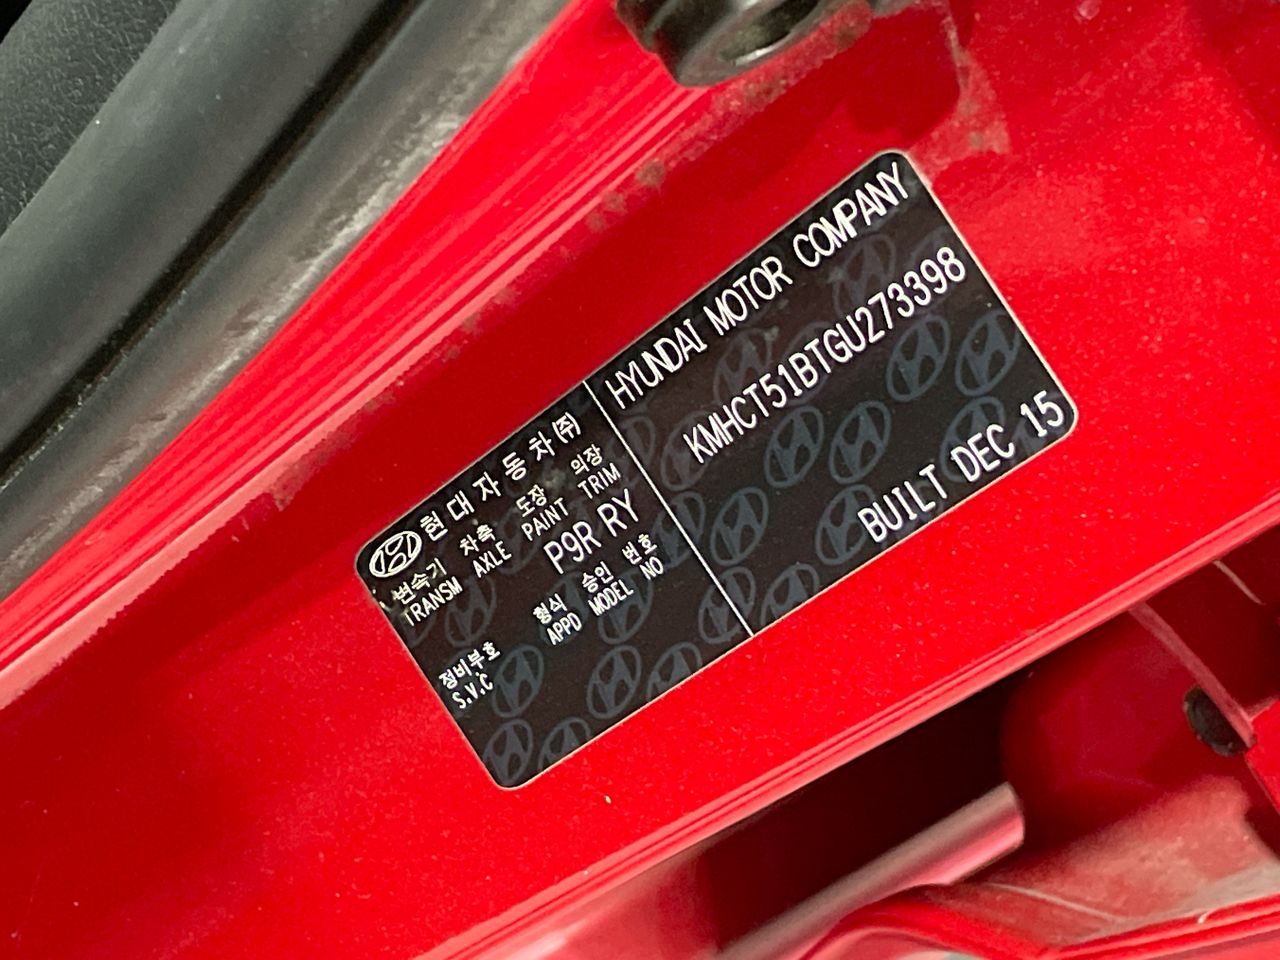 현대자동차(주)
변속기 차축 도장 의장
TRANSM AXLE PAINT TRIM
P9R RY
형식 승인 번호
APPD MODEL NO
정비부호
S.V.C
HYUNDAI MOTOR COMPANY
KMHCT51BTGU273398
BUILT DEC 15